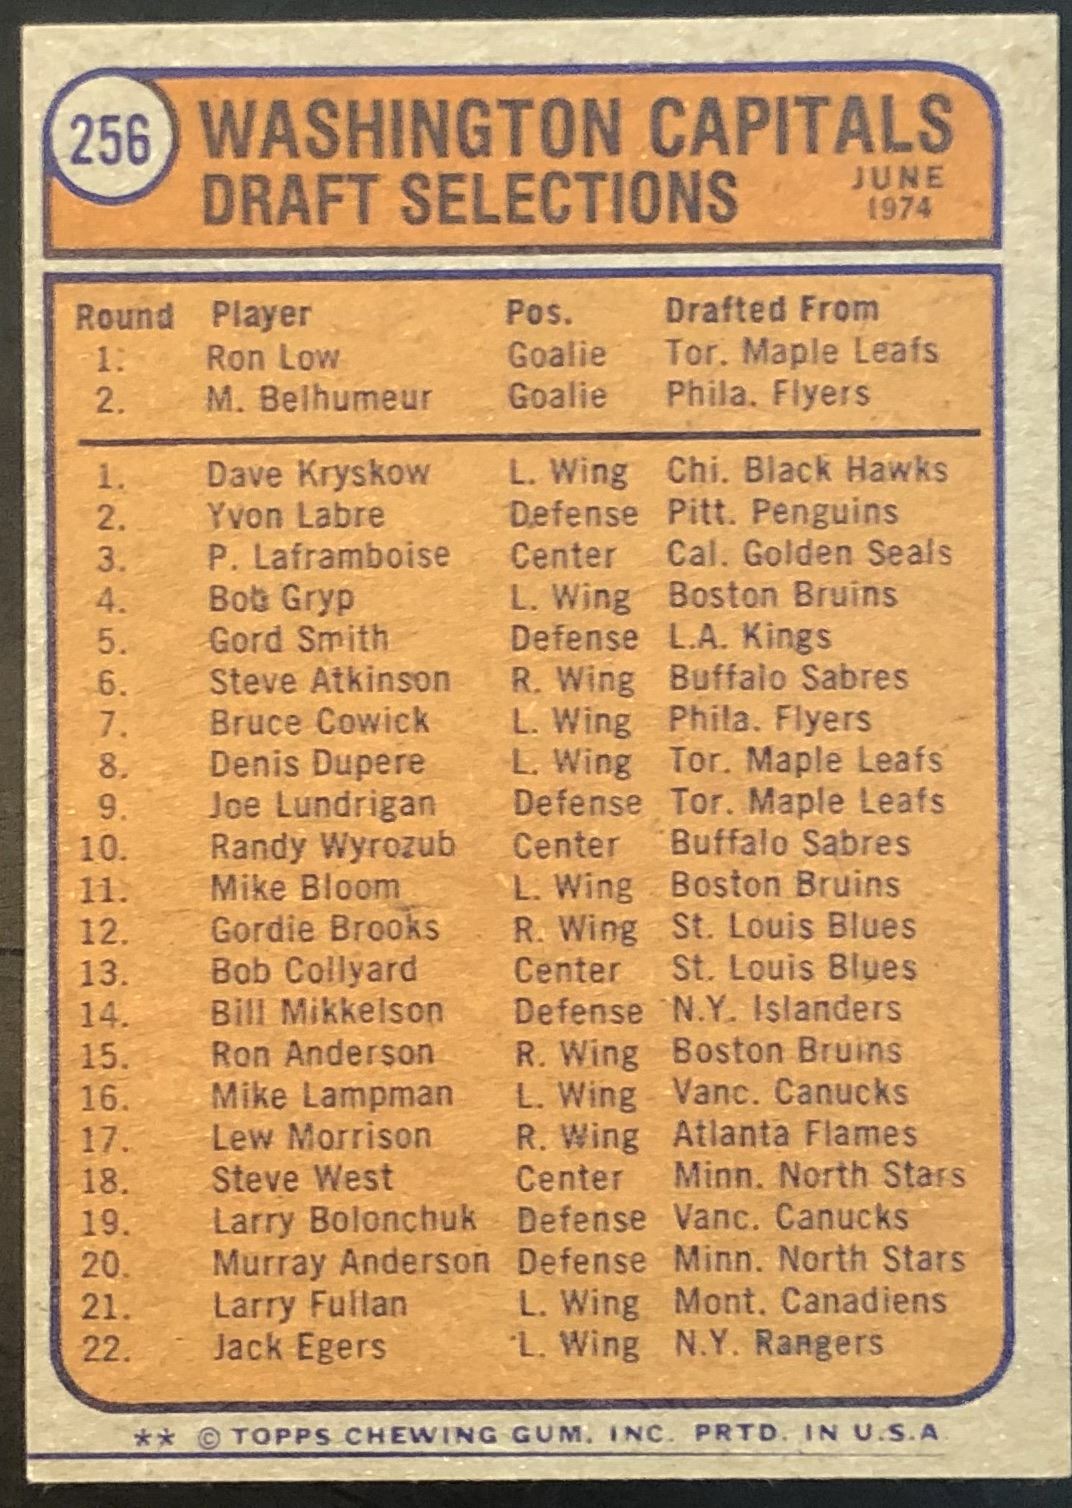 256 WASHINGTON CAPITALS
DRAFT SELECTIONS JUNE 1974
Round Player Pos. Drafted From
1. Ron Low Goalie Tor. Maple Leafs
2. M. Belhumeur Goalie Phila. Flyers
1. Dave Kryskow L. Wing Chi. Black Hawks
2. Yvon Labre Defense Pitt. Penguins
3. P. Laframboise Center Cal. Golden Seals
4. Bob Gryp L. Wing Boston Bruins
5. Gord Smith Defense L.A. Kings
6. Steve Atkinson R. Wing Buffalo Sabres
7. Bruce Cowick L. Wing Phila. Flyers
8. Denis Dupere L. Wing Tor. Maple Leafs
9. Joe Lundrigan Defense Tor. Maple Leafs
10. Randy Wyrozub Center Buffalo Sabres
11. Mike Bloom L. Wing Boston Bruins
12. Gordie Brooks R. Wing St. Louis Blues
13. Bob Collyard Center St. Louis Blues
14. Bill Mikkelson Defense N.Y. Islanders
15. Ron Anderson R. Wing Boston Bruins
16. Mike Lampman L. Wing Vanc. Canucks
17. Lew Morrison R. Wing Atlanta Flames
18. Steve West Center Minn. North Stars
19. Larry Bolonchuk Defense Vanc. Canucks
20. Murray Anderson Defense Minn. North Stars
21. Larry Fullan L. Wing Mont. Canadiens
22. Jack Egers L. Wing N.Y. Rangers
** © TOPPS CHEWING GUM, INC. PRTD. IN U.S.A.